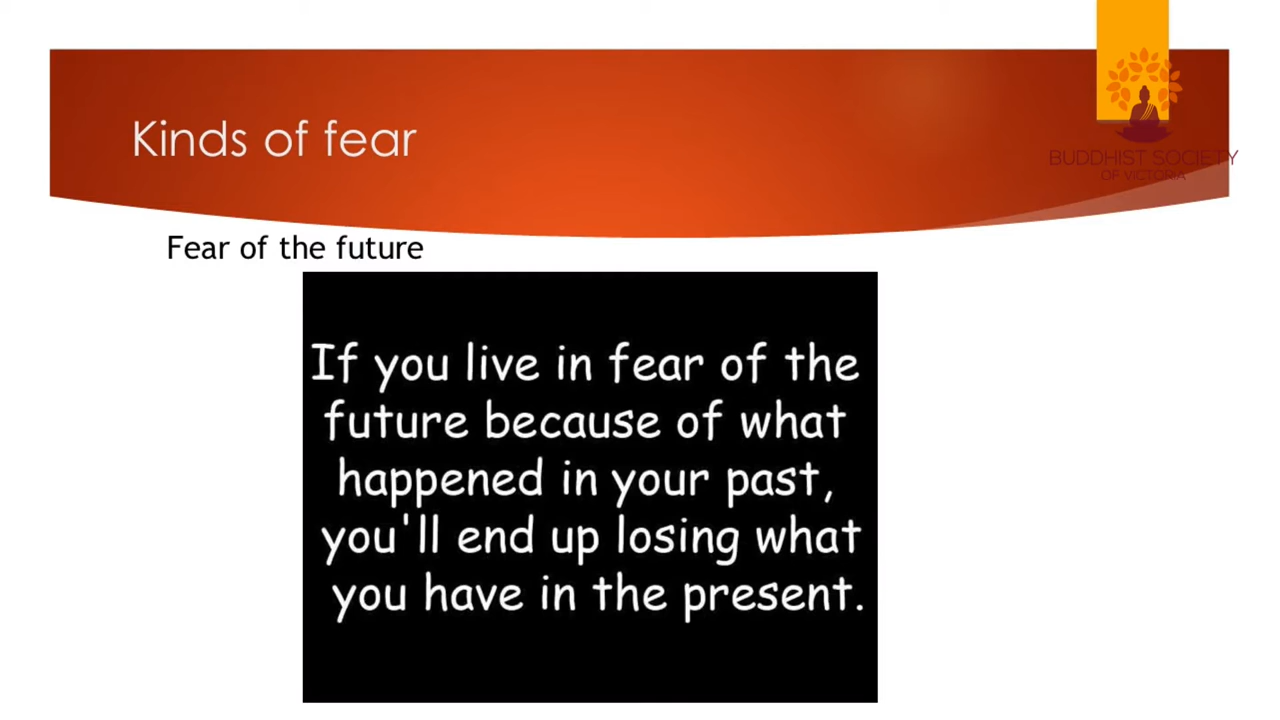 Kinds of fear
BUDDHIST SOCIETY
OF VICTORIA
Fear of the future
If you live in fear of the
future because of what
happened in your past,
you'll end up losing what
you have in the present.